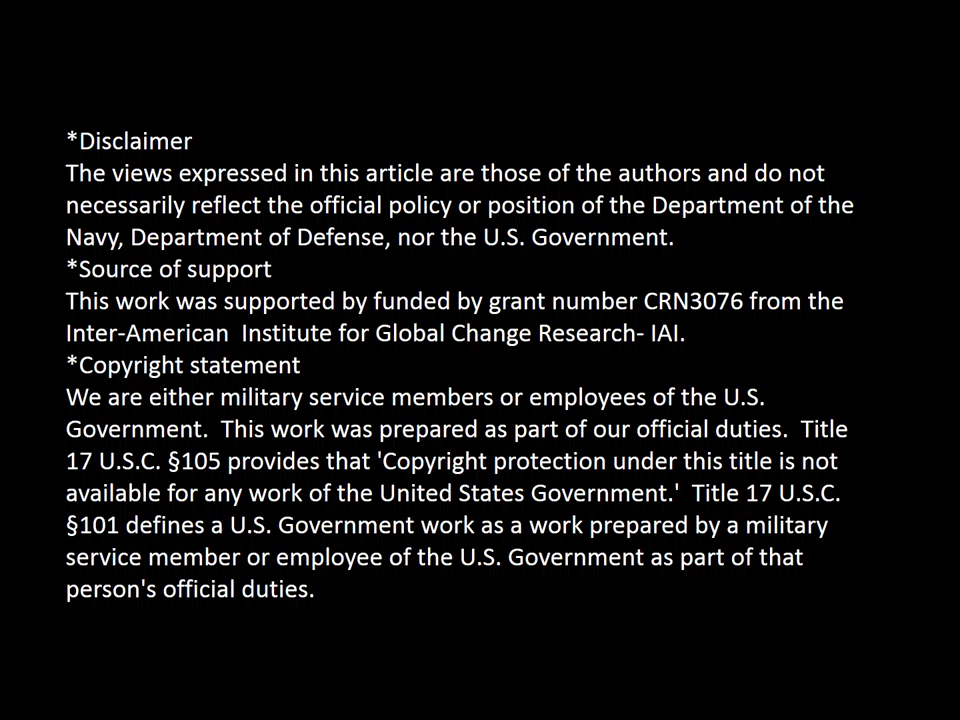 *Disclaimer
The views expressed in this article are those of the authors and do not
necessarily reflect the official policy or position of the Department of the
Navy, Department of Defense, nor the U.S. Government.
*Source of support
This work was supported by funded by grant number CRN3076 from the
Inter-American  Institute for Global Change Research- IAI.
*Copyright statement
We are either military service members or employees of the U.S.
Government.  This work was prepared as part of our official duties.  Title
17 U.S.C. §105 provides that 'Copyright protection under this title is not
available for any work of the United States Government.'  Title 17 U.S.C.
§101 defines a U.S. Government work as a work prepared by a military
service member or employee of the U.S. Government as part of that
person's official duties.